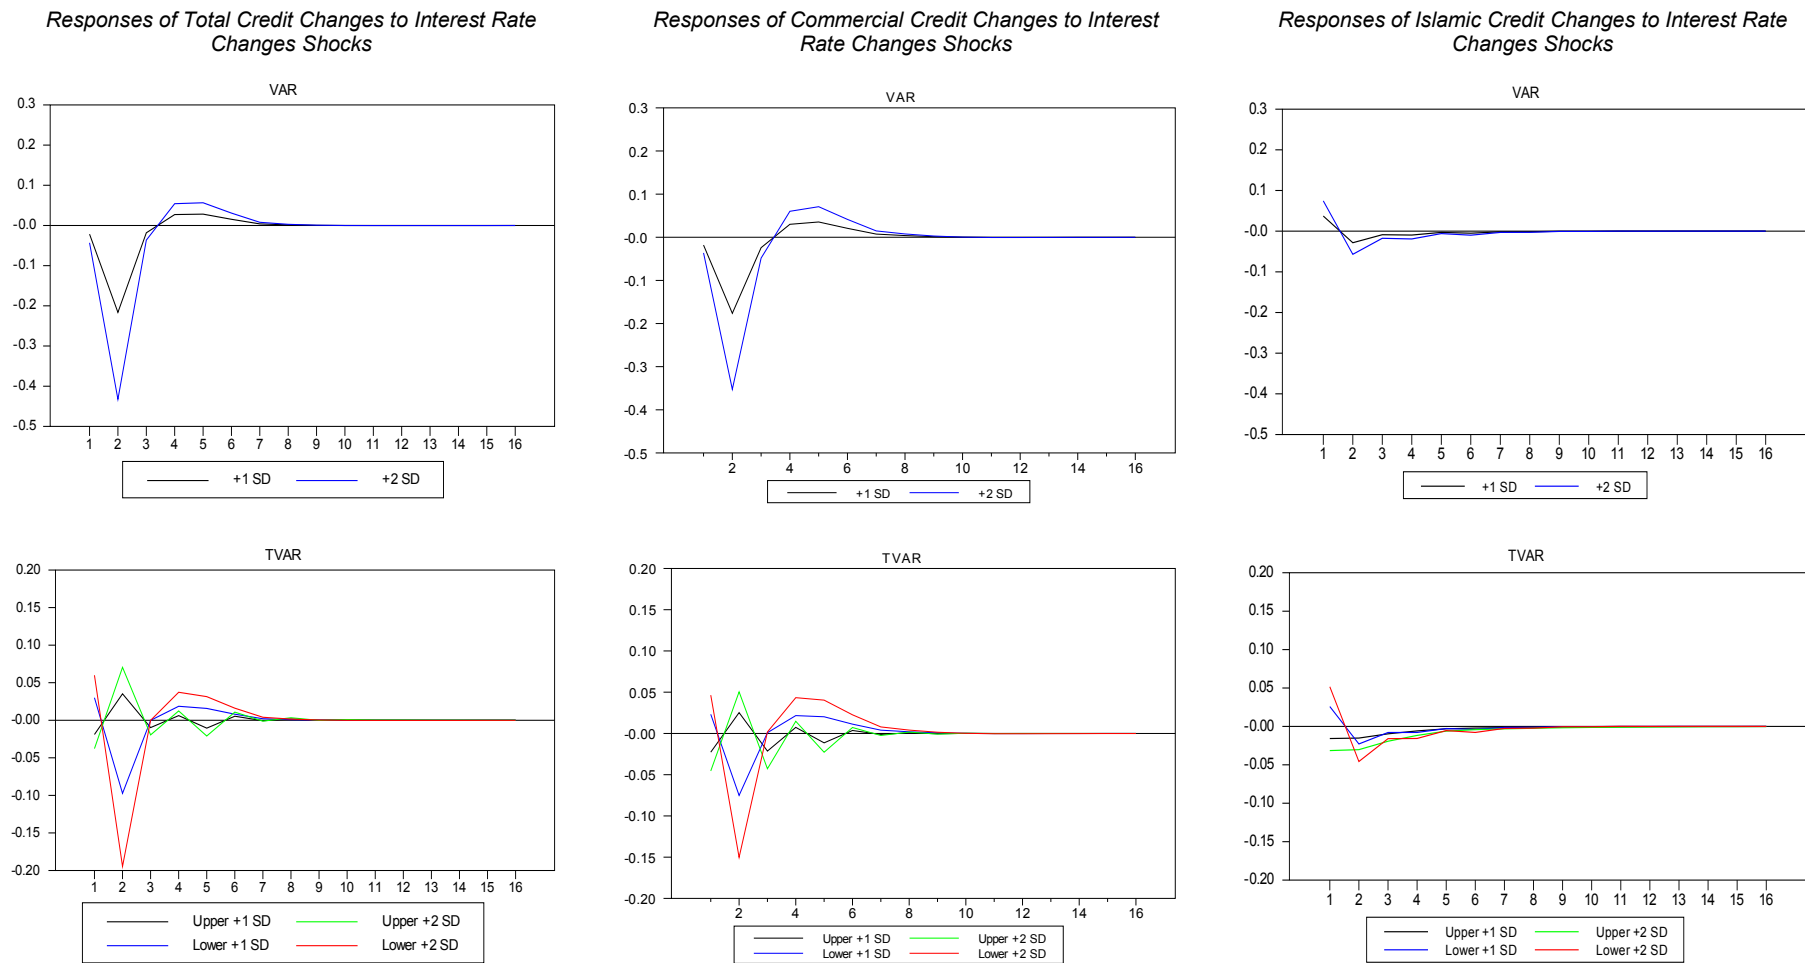 Responses of Total Credit Changes to Interest Rate
Changes Shocks
VAR
0.3
0.2
0.1
-0.0
-0.1
-0.2
-0.3
-0.4
-0.5
1 2 3 4 5 6 7 8 9 10 11 12 13 14 15 16
+1 SD +2 SD
Responses of Commercial Credit Changes to Interest
Rate Changes Shocks
VAR
0.3
0.2
0.1
-0.0
-0.1
-0.2
-0.3
-0.4
-0.5
2 4 6 8 10 12 14 16
+1 SD +2 SD
Responses of Islamic Credit Changes to Interest Rate
Changes Shocks
VAR
0.3
0.2
0.1
-0.0
-0.1
-0.2
-0.3
-0.4
-0.5
1 2 3 4 5 6 7 8 9 10 11 12 13 14 15 16
+1 SD +2 SD
TVAR
0.20
0.15
0.10
0.05
-0.00
-0.05
-0.10
-0.15
-0.20
1 2 3 4 5 6 7 8 9 10 11 12 13 14 15 16
Upper +1 SD Upper +2 SD
Lower +1 SD Lower +2 SD
TVAR
0.20
0.15
0.10
0.05
-0.00
-0.05
-0.10
-0.15
-0.20
2 4 6 8 10 12 14 16
Upper +1 SD Upper +2 SD
Lower +1 SD Lower +2 SD
TVAR
0.20
0.15
0.10
0.05
-0.00
-0.05
-0.10
-0.15
-0.20
1 2 3 4 5 6 7 8 9 10 11 12 13 14 15 16
Upper +1 SD Upper +2 SD
Lower +1 SD Lower +2 SD